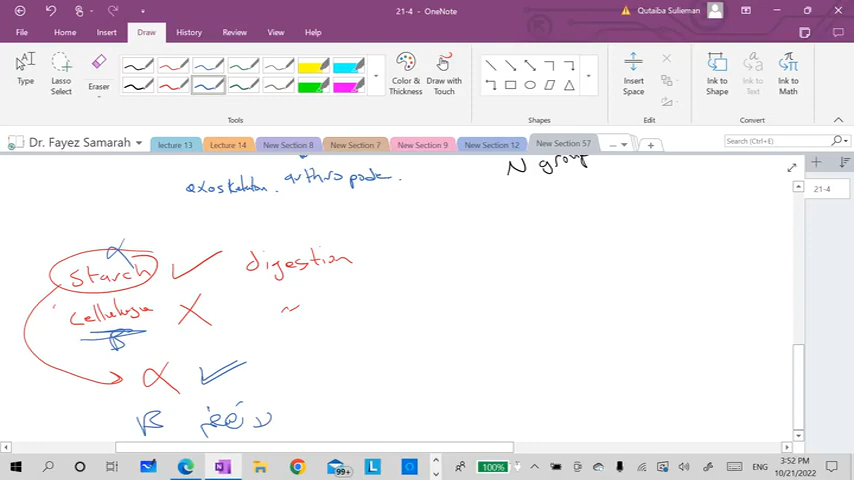 21-4 - OneNote
Qutaiba Sulieman
File Home Insert Draw History Review View Help
Type
Lasso Select
Eraser
Color & Thickness
Draw with Touch
Insert Space
Ink to Shape
Ink to Text
Ink to Math
Tools
Shapes
Edit
Convert
Dr. Fayez Samarah
lecture 13 Lecture 14 New Section 8 New Section 7 New Section 9 New Section 12 New Section 57
Search (Ctrl+E)
21-4
N group
exoskeleton. arthropode.
α
starch ✓ digestion
cellulose X ~
β
α ✓
β
99+
100%
ENG
3:52 PM
10/21/2022